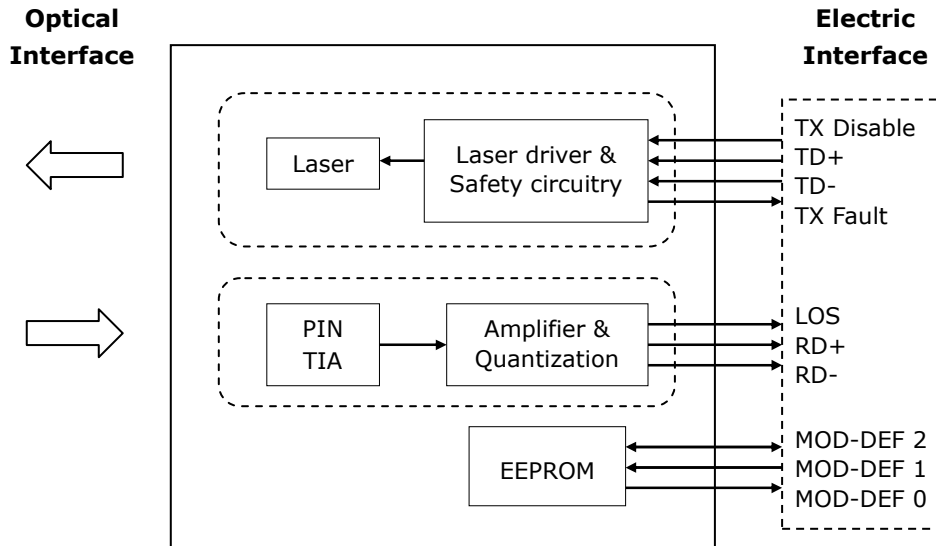 Optical
Interface
Electric
Interface
Laser
Laser driver &
Safety circuitry
TX Disable
TD+
TD-
TX Fault
PIN
TIA
Amplifier &
Quantization
LOS
RD+
RD-
EEPROM
MOD-DEF 2
MOD-DEF 1
MOD-DEF 0